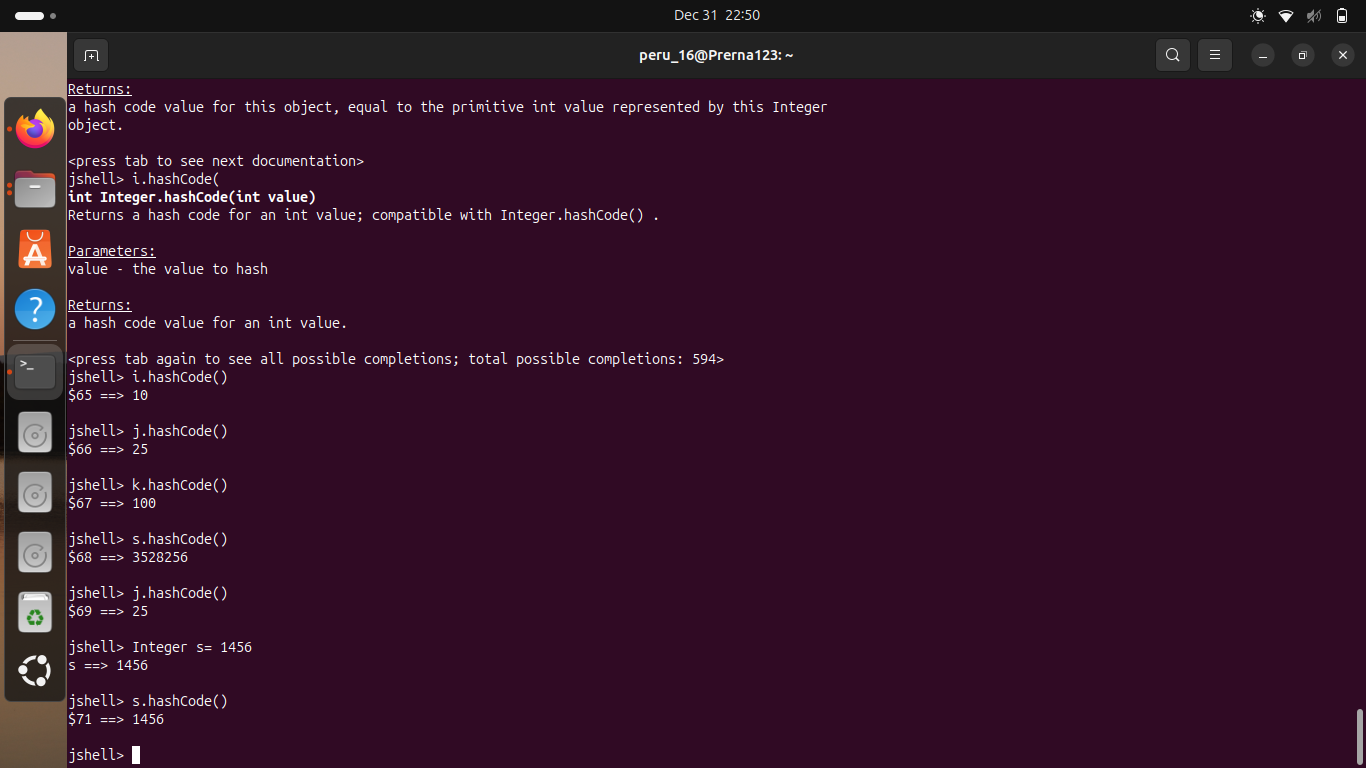 Dec 31 22:50
peru_16@Prerna123: ~
Returns:
a hash code value for this object, equal to the primitive int value represented by this Integer
object.
<press tab to see next documentation>
jshell> i.hashCode(
int Integer.hashCode(int value)
Returns a hash code for an int value; compatible with Integer.hashCode() .
Parameters:
value - the value to hash
Returns:
a hash code value for an int value.
<press tab again to see all possible completions; total possible completions: 594>
jshell> i.hashCode()
$65 ==> 10
jshell> j.hashCode()
$66 ==> 25
jshell> k.hashCode()
$67 ==> 100
jshell> s.hashCode()
$68 ==> 3528256
jshell> j.hashCode()
$69 ==> 25
jshell> Integer s= 1456
s ==> 1456
jshell> s.hashCode()
$71 ==> 1456
jshell>